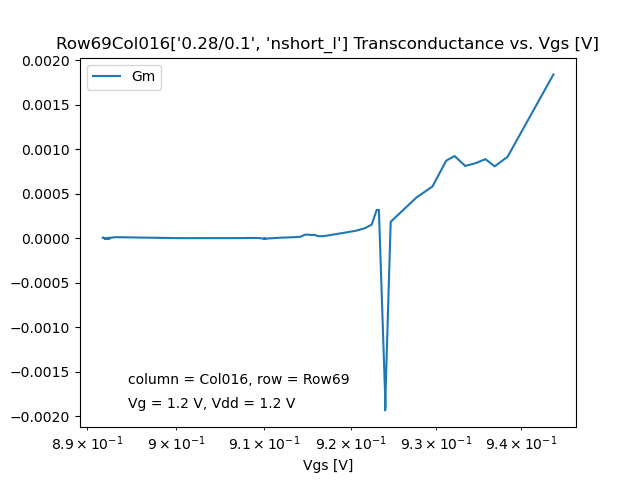 Row69Col016['0.28/0.1', 'nshort_l'] Transconductance vs. Vgs [V]
Gm
0.0020
0.0015
0.0010
0.0005
0.0000
−0.0005
−0.0010
−0.0015
−0.0020
column = Col016, row = Row69
Vg = 1.2 V, Vdd = 1.2 V
8.9 × 10⁻¹ 9 × 10⁻¹ 9.1 × 10⁻¹ 9.2 × 10⁻¹ 9.3 × 10⁻¹ 9.4 × 10⁻¹
Vgs [V]